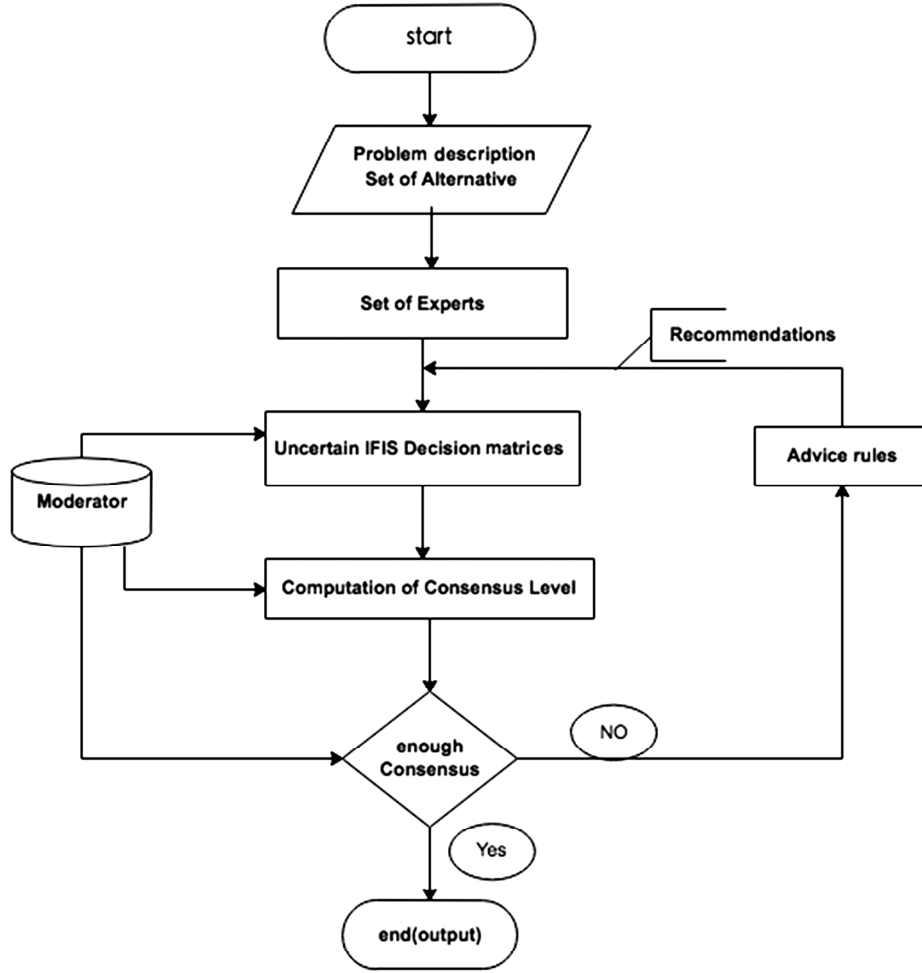 start
Problem description
Set of Alternative
Set of Experts
Recommendations
Uncertain IFIS Decision matrices
Advice rules
Moderator
Computation of Consensus Level
enough
Consensus
NO
Yes
end(output)